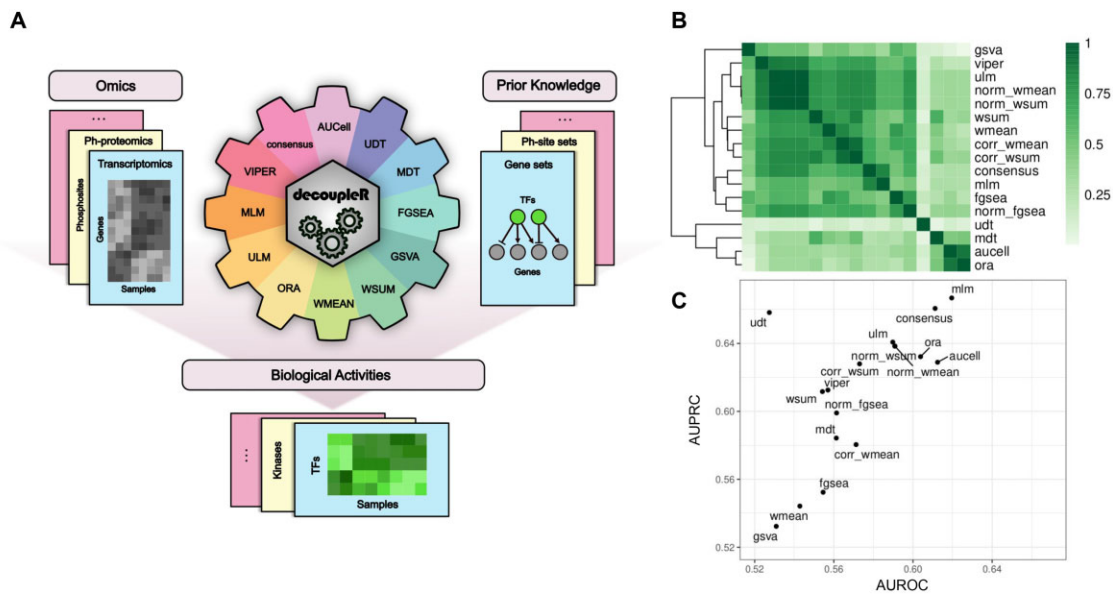 A
Omics
...
Ph-proteomics
Transcriptomics
Phosphosites
Genes
Samples
AUCell
UDT
MDT
FGSEA
GSVA
WSUM
WMEAN
ORA
ULM
MLM
VIPER
consensus
decoupleR
Prior Knowledge
...
Ph-site sets
Gene sets
TFs
Genes
Biological Activities
...
Kinases
TFs
Samples
B
gsva
viper
ulm
norm_wmean
norm_wsum
wsum
wmean
corr_wmean
corr_wsum
consensus
mlm
fgsea
norm_fgsea
udt
mdt
aucell
ora
1
0.75
0.5
0.25
C
mlm
consensus
udt
ulm
ora
norm_wsum
aucell
corr_wsum
norm_wmean
viper
wsum
norm_fgsea
mdt
corr_wmean
fgsea
wmean
gsva
0.64
0.60
0.56
0.52
AUPRC
0.52
0.56
0.60
0.64
AUROC